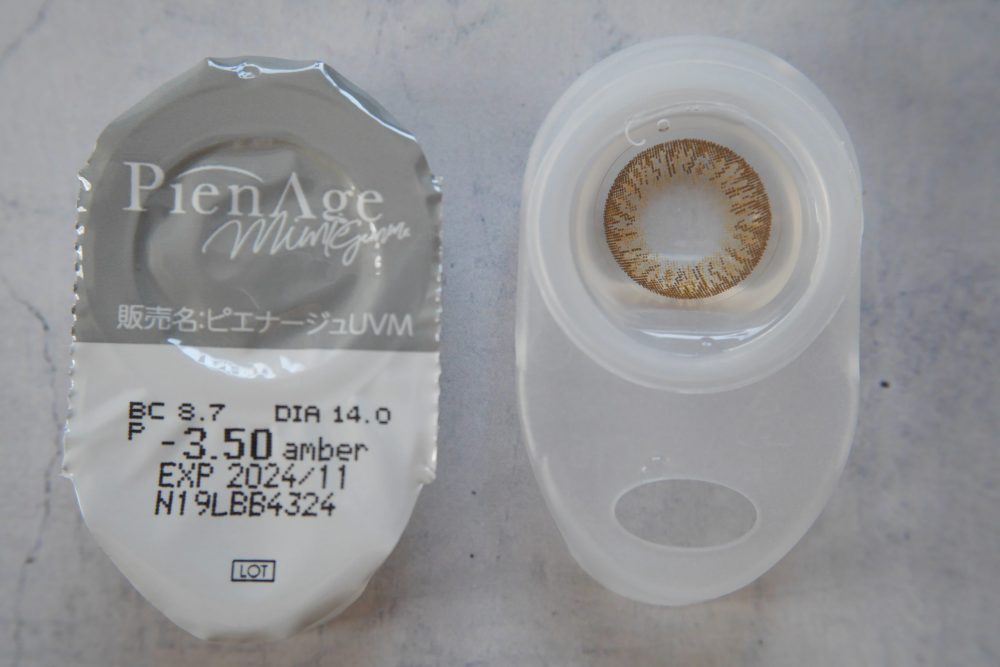 PienAge
mimigemme
販売名:ピエナージュUVM
BC 8.7 DIA 14.0
P -3.50 amber
EXP 2024/11
N19LBB4324
LOT